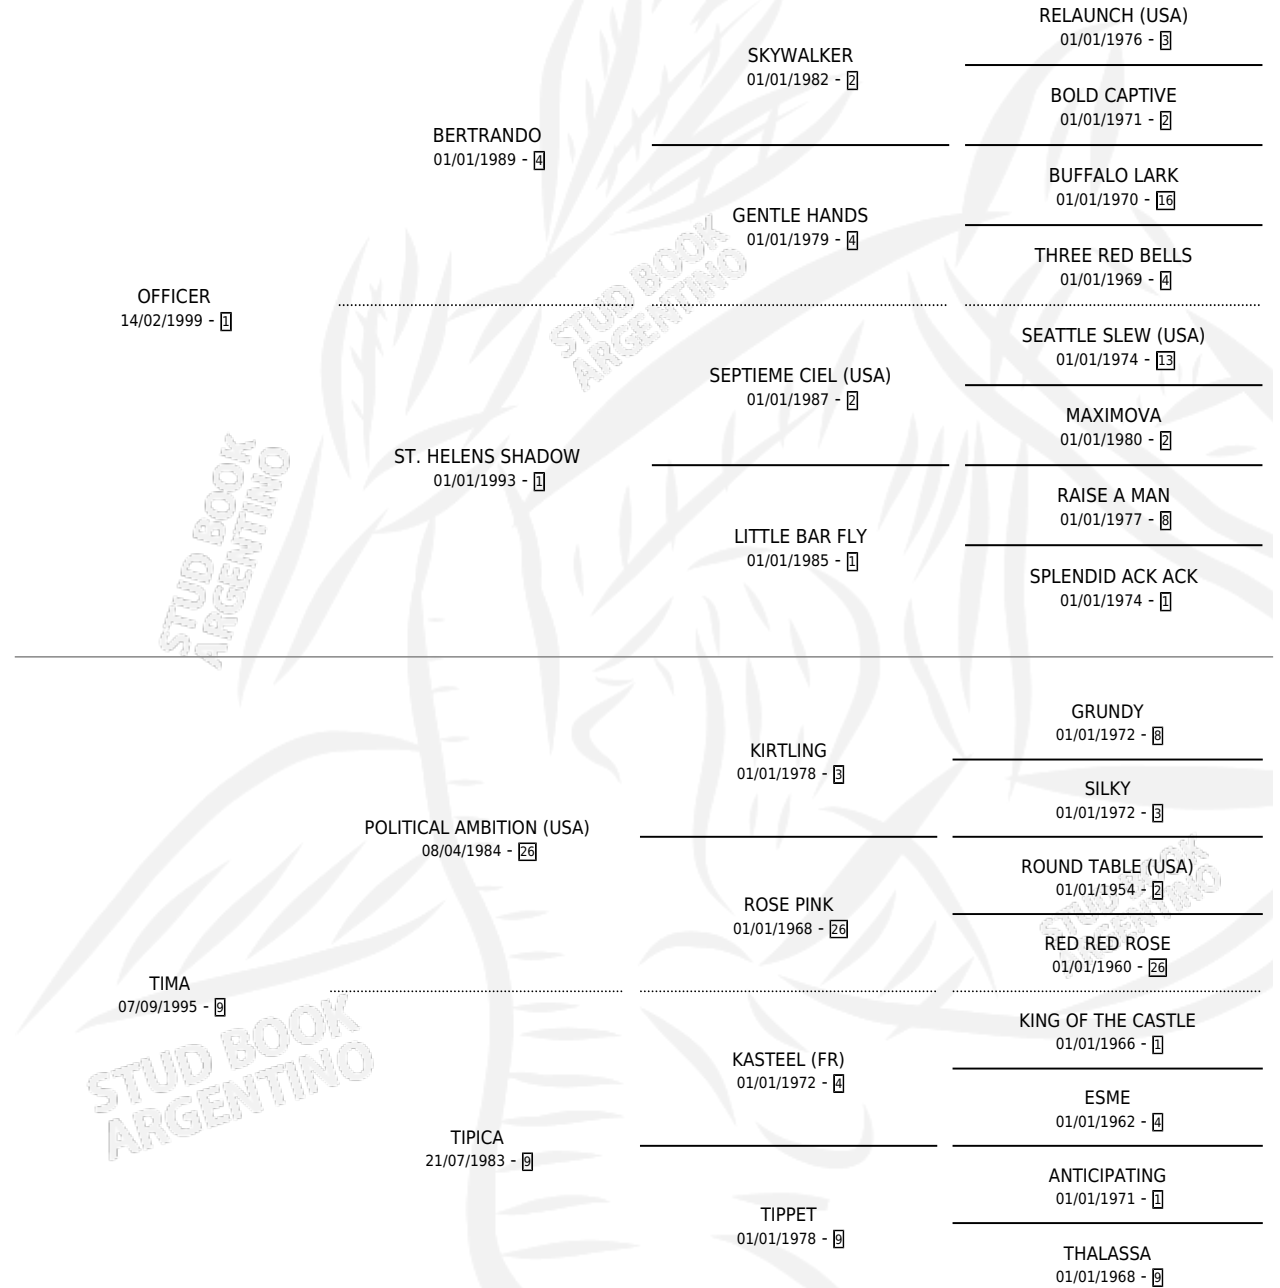 RELAUNCH (USA)
01/01/1976 - 3
SKYWALKER
01/01/1982 - 2
BOLD CAPTIVE
01/01/1971 - 2
BERTRANDO
01/01/1989 - 4
BUFFALO LARK
01/01/1970 - 16
GENTLE HANDS
01/01/1979 - 4
THREE RED BELLS
01/01/1969 - 4
OFFICER
14/02/1999 - 1
SEATTLE SLEW (USA)
01/01/1974 - 13
SEPTIEME CIEL (USA)
01/01/1987 - 2
MAXIMOVA
01/01/1980 - 2
ST. HELENS SHADOW
01/01/1993 - 1
RAISE A MAN
01/01/1977 - 8
LITTLE BAR FLY
01/01/1985 - 1
SPLENDID ACK ACK
01/01/1974 - 1
GRUNDY
01/01/1972 - 8
KIRTLING
01/01/1978 - 3
SILKY
01/01/1972 - 3
POLITICAL AMBITION (USA)
08/04/1984 - 26
ROUND TABLE (USA)
01/01/1954 - 2
ROSE PINK
01/01/1968 - 26
RED RED ROSE
01/01/1960 - 26
TIMA
07/09/1995 - 9
KING OF THE CASTLE
01/01/1966 - 1
KASTEEL (FR)
01/01/1972 - 4
ESME
01/01/1962 - 4
TIPICA
21/07/1983 - 9
ANTICIPATING
01/01/1971 - 1
TIPPET
01/01/1978 - 9
THALASSA
01/01/1968 - 9
STUD BOOK
ARGENTINO
STUD BOOK
ARGENTINO
STUD BOOK
ARGENTINO
STUD BOOK
ARGENTINO